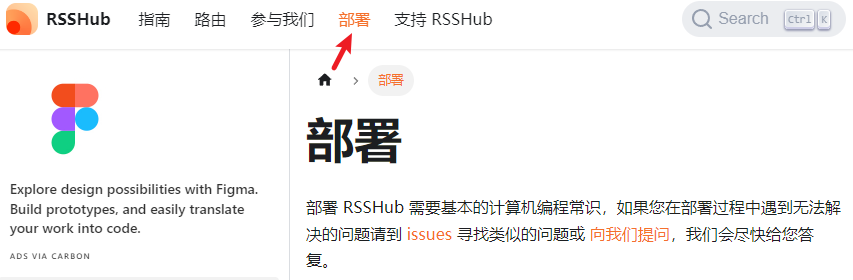 RSSHub 指南 路由 参与我们 部署 支持 RSSHub Search Ctrl K
部署
部署
Explore design possibilities with Figma.
Build prototypes, and easily translate
your work into code.
ADS VIA CARBON
部署 RSSHub 需要基本的计算机编程常识，如果您在部署过程中遇到无法解
决的问题请到 issues 寻找类似的问题或 向我们提问，我们会尽快给您答
复。